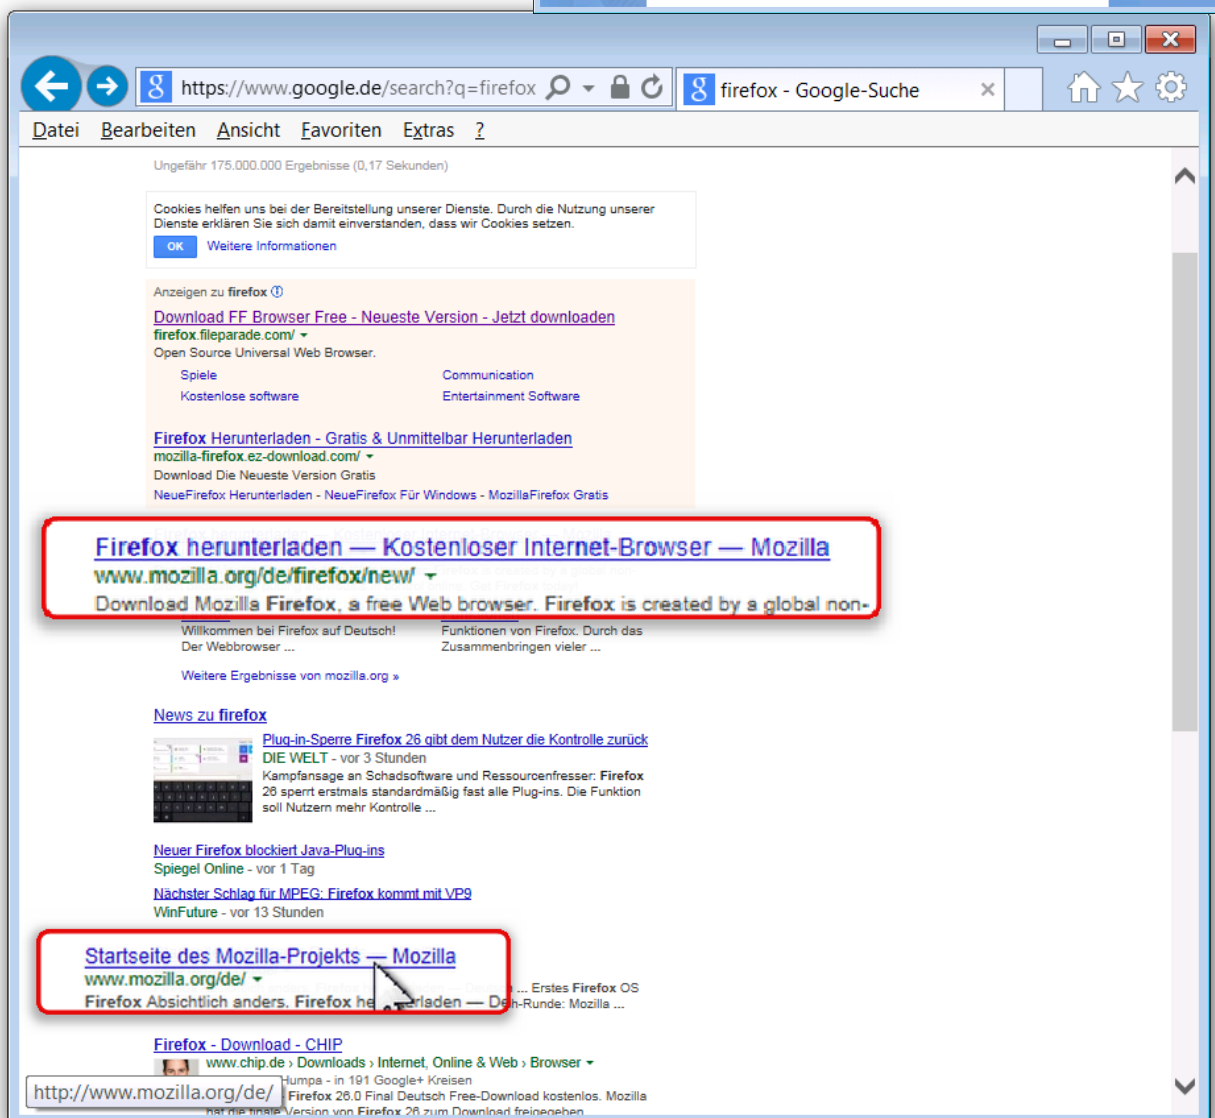 https://www.google.de/search?q=firefox
firefox - Google-Suche
Datei Bearbeiten Ansicht Favoriten Extras ?
Ungefähr 175.000.000 Ergebnisse (0,17 Sekunden)
Cookies helfen uns bei der Bereitstellung unserer Dienste. Durch die Nutzung unserer
Dienste erklären Sie sich damit einverstanden, dass wir Cookies setzen.
OK Weitere Informationen
Anzeigen zu firefox
Download FF Browser Free - Neueste Version - Jetzt downloaden
firefox.fileparade.com/
Open Source Universal Web Browser.
Spiele Communication
Kostenlose software Entertainment Software
Firefox Herunterladen - Gratis & Unmittelbar Herunterladen
mozilla-firefox.ez-download.com/
Download Die Neueste Version Gratis
NeueFirefox Herunterladen - NeueFirefox Für Windows - MozillaFirefox Gratis
Firefox herunterladen — Kostenloser Internet-Browser — Mozilla
www.mozilla.org/de/firefox/new/
Download Mozilla Firefox, a free Web browser. Firefox is created by a global non-
Willkommen bei Firefox auf Deutsch! Funktionen von Firefox. Durch das
Der Webbrowser ... Zusammenbringen vieler ...
Weitere Ergebnisse von mozilla.org »
News zu firefox
Plug-in-Sperre Firefox 26 gibt dem Nutzer die Kontrolle zurück
DIE WELT - vor 3 Stunden
Kampfansage an Schadsoftware und Ressourcenfresser: Firefox
26 sperrt erstmals standardmäßig fast alle Plug-ins. Die Funktion
soll Nutzern mehr Kontrolle ...
Neuer Firefox blockiert Java-Plug-ins
Spiegel Online - vor 1 Tag
Nächster Schlag für MPEG: Firefox kommt mit VP9
WinFuture - vor 13 Stunden
Startseite des Mozilla-Projekts — Mozilla
www.mozilla.org/de/
... Erstes Firefox OS
Firefox Absichtlich anders. Firefox — h-Runde: Mozilla ...
Firefox - Download - CHIP
www.chip.de › Downloads › Internet, Online & Web › Browser
Humpa - in 191 Google+ Kreisen
http://www.mozilla.org/de/
Firefox 26.0 Final Deutsch Free-Download kostenlos. Mozilla
hat die finale Version von Firefox 26 zum Download freigegeben